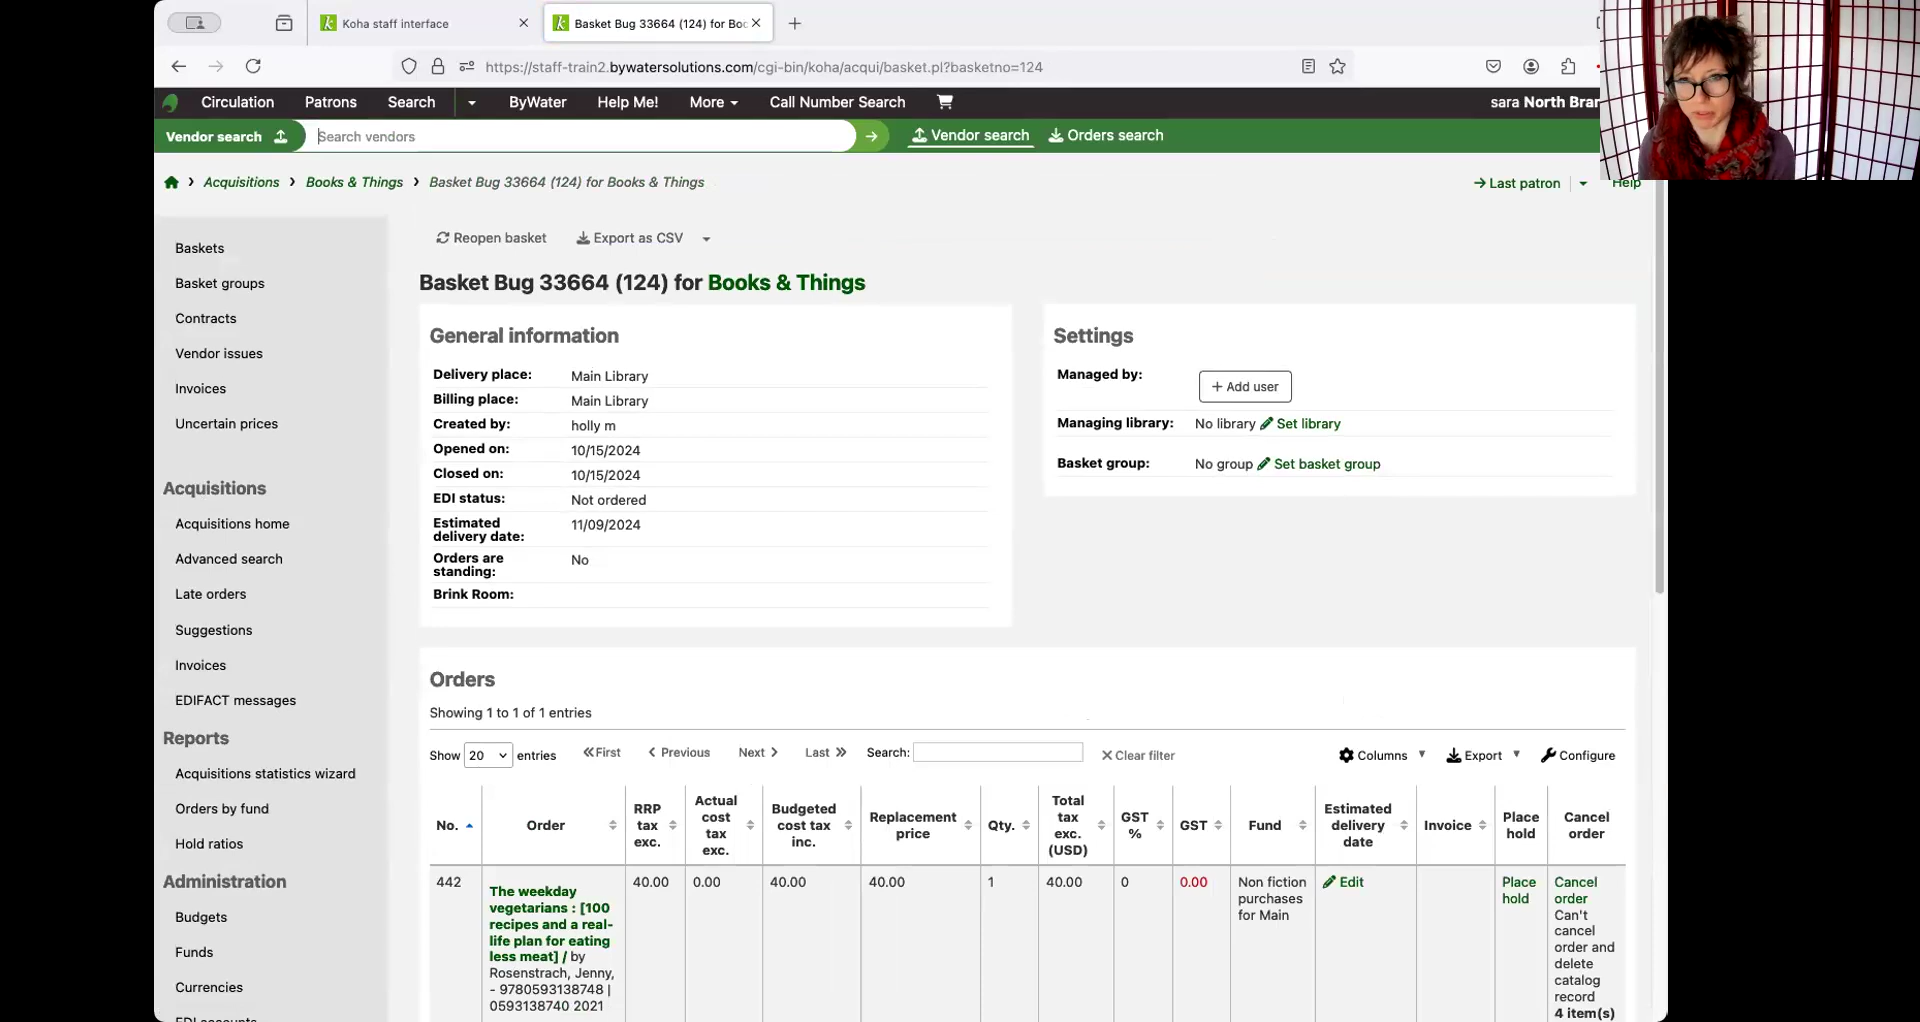 Koha staff interface
Basket Bug 33664 (124) for Boo
https://staff-train2.bywatersolutions.com/cgi-bin/koha/acqui/basket.pl?basketno=124
Circulation Patrons Search ByWater Help Me! More Call Number Search
sara North Bran
Vendor search Search vendors Vendor search Orders search
Acquisitions Books & Things Basket Bug 33664 (124) for Books & Things
Last patron Help
Baskets
Basket groups
Contracts
Vendor issues
Invoices
Uncertain prices
Acquisitions
Acquisitions home
Advanced search
Late orders
Suggestions
Invoices
EDIFACT messages
Reports
Acquisitions statistics wizard
Orders by fund
Hold ratios
Administration
Budgets
Funds
Currencies
EDI accounts
Reopen basket Export as CSV
Basket Bug 33664 (124) for Books & Things
General information
Delivery place: Main Library
Billing place: Main Library
Created by: holly m
Opened on: 10/15/2024
Closed on: 10/15/2024
EDI status: Not ordered
Estimated delivery date: 11/09/2024
Orders are standing: No
Brink Room:
Settings
Managed by: + Add user
Managing library: No library Set library
Basket group: No group Set basket group
Orders
Showing 1 to 1 of 1 entries
Show 20 entries First Previous Next Last Search: Clear filter Columns Export Configure
No.
Order
RRP
tax
exc.
Actual
cost
tax
exc.
Budgeted
cost tax
inc.
Replacement
price
Qty.
Total
tax
exc.
(USD)
GST
%
GST
Fund
Estimated
delivery
date
Invoice
Place
hold
Cancel
order
442
The weekday
vegetarians : [100
recipes and a real-
life plan for eating
less meat] / by
Rosenstrach, Jenny,
- 9780593138748 |
0593138740 2021
40.00
0.00
40.00
40.00
1
40.00
0
0.00
Non fiction
purchases
for Main
Edit
Place
hold
Cancel
order
Can't
cancel
order and
delete
catalog
record
4 item(s)